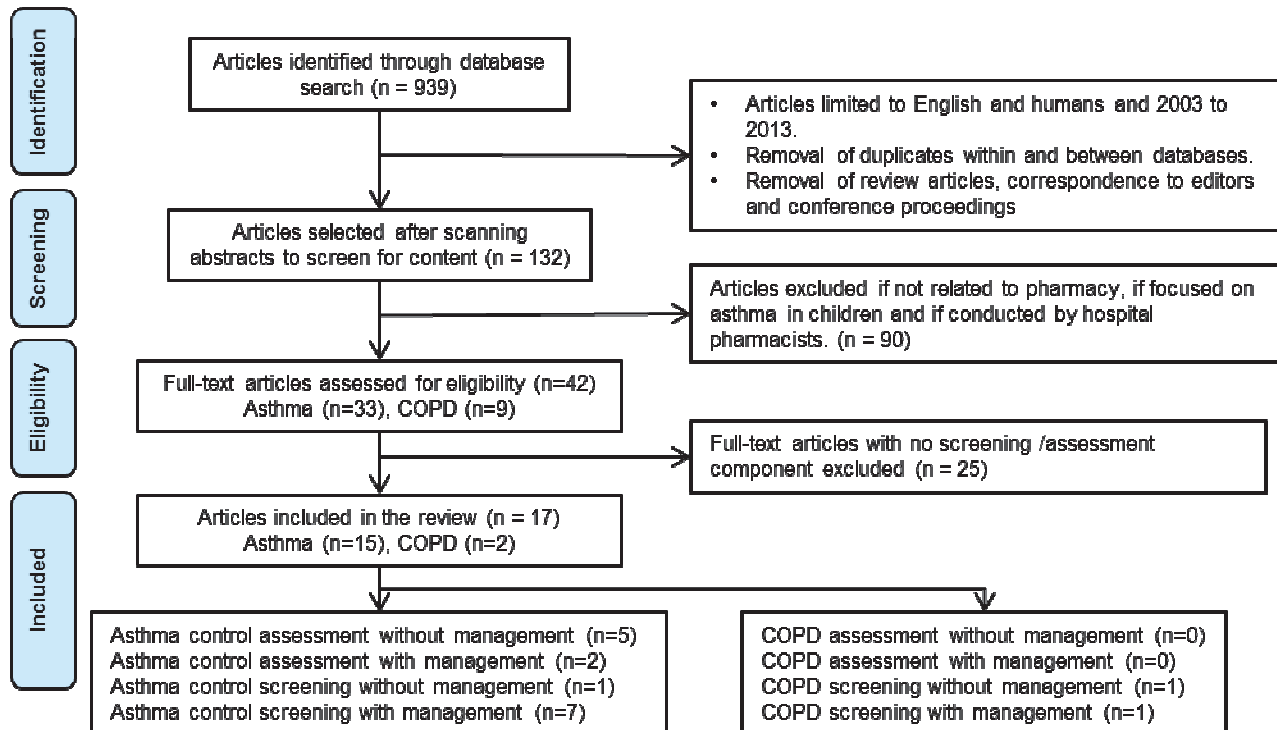 Identification
Articles identified through database
search (n = 939)
• Articles limited to English and humans and 2003 to
2013.
• Removal of duplicates within and between databases.
• Removal of review articles, correspondence to editors
and conference proceedings
Screening
Articles selected after scanning
abstracts to screen for content (n = 132)
Articles excluded if not related to pharmacy, if focused on
asthma in children and if conducted by hospital
pharmacists. (n = 90)
Eligibility
Full-text articles assessed for eligibility (n=42)
Asthma (n=33), COPD (n=9)
Full-text articles with no screening /assessment
component excluded (n = 25)
Included
Articles included in the review (n = 17)
Asthma (n=15), COPD (n=2)
Asthma control assessment without management (n=5)
Asthma control assessment with management (n=2)
Asthma control screening without management (n=1)
Asthma control screening with management (n=7)
COPD assessment without management (n=0)
COPD assessment with management (n=0)
COPD screening without management (n=1)
COPD screening with management (n=1)